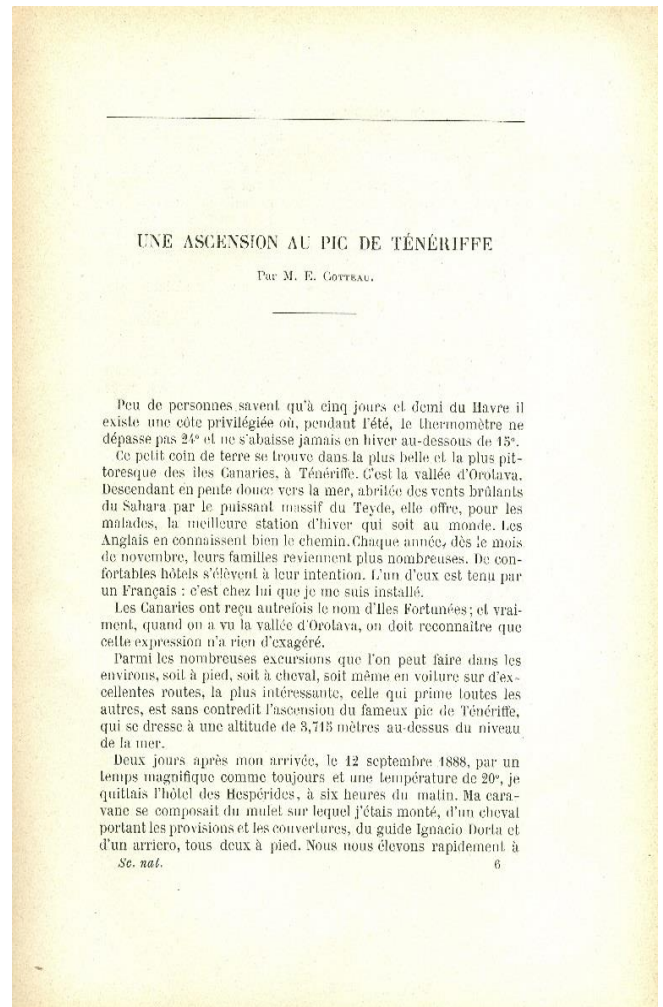 UNE ASCENSION AU PIC DE TÉNÉRIFFE
Par M. E. COTTEAU.
Peu de personnes savent qu'à cinq jours et demi du Havre il
existe une côte privilégiée où, pendant l'été, le thermomètre ne
dépasse pas 24° et ne s'abaisse jamais en hiver au-dessous de 15°.
Ce petit coin de terre se trouve dans la plus belle et la plus pit-
toresque des iles Canaries, à Ténériffe. C'est la vallée d'Orotava.
Descendant en pente douce vers la mer, abritée des vents brûlants
du Sahara par le puissant massif du Teyde, elle offre, pour les
malades, la meilleure station d'hiver qui soit au monde. Les
Anglais en connaissent bien le chemin. Chaque année, dès le mois
de novembre, leurs familles reviennent plus nombreuses. De con-
fortables hôtels s'élèvent à leur intention. L'un d'eux est tenu par
un Français : c'est chez lui que je me suis installé.
Les Canaries ont reçu autrefois le nom d'Iles Fortunées; et vrai-
ment, quand on a vu la vallée d'Orotava, on doit reconnaître que
cette expression n'a rien d'exagéré.
Parmi les nombreuses excursions que l'on peut faire dans les
environs, soit à pied, soit à cheval, soit même en voiture sur d'ex-
cellentes routes, la plus intéressante, celle qui prime toutes les
autres, est sans contredit l'ascension du fameux pic de Ténériffe,
qui se dresse à une altitude de 3,715 mètres au-dessus du niveau
de la mer.
Deux jours après mon arrivée, le 12 septembre 1888, par un
temps magnifique comme toujours et une température de 20°, je
quittais l'hôtel des Hespérides, à six heures du matin. Ma cara-
vane se composait du mulet sur lequel j'étais monté, d'un cheval
portant les provisions et les couvertures, du guide Ignacio Dorta et
d'un arriero, tous deux à pied. Nous nous élevons rapidement à
Sc. nat. 6